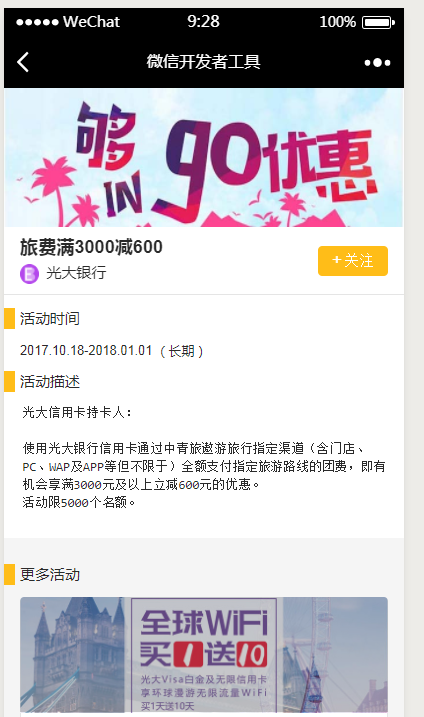 WeChat 9:28 100%
微信开发者工具
够
IN go优惠
旅费满3000减600
B 光大银行
+关注
活动时间
2017.10.18-2018.01.01 （长期）
活动描述
光大信用卡持卡人：
使用光大银行信用卡通过中青旅遨游旅行指定渠道（含门店、
PC、WAP及APP等但不限于）全额支付指定旅游路线的团费，即有
机会享满3000元及以上立减600元的优惠。
活动限5000个名额。
更多活动
全球WiFi
买1送10
光大Visa白金及无限信用卡
享环球漫游无限流量WiFi
买1天送10天